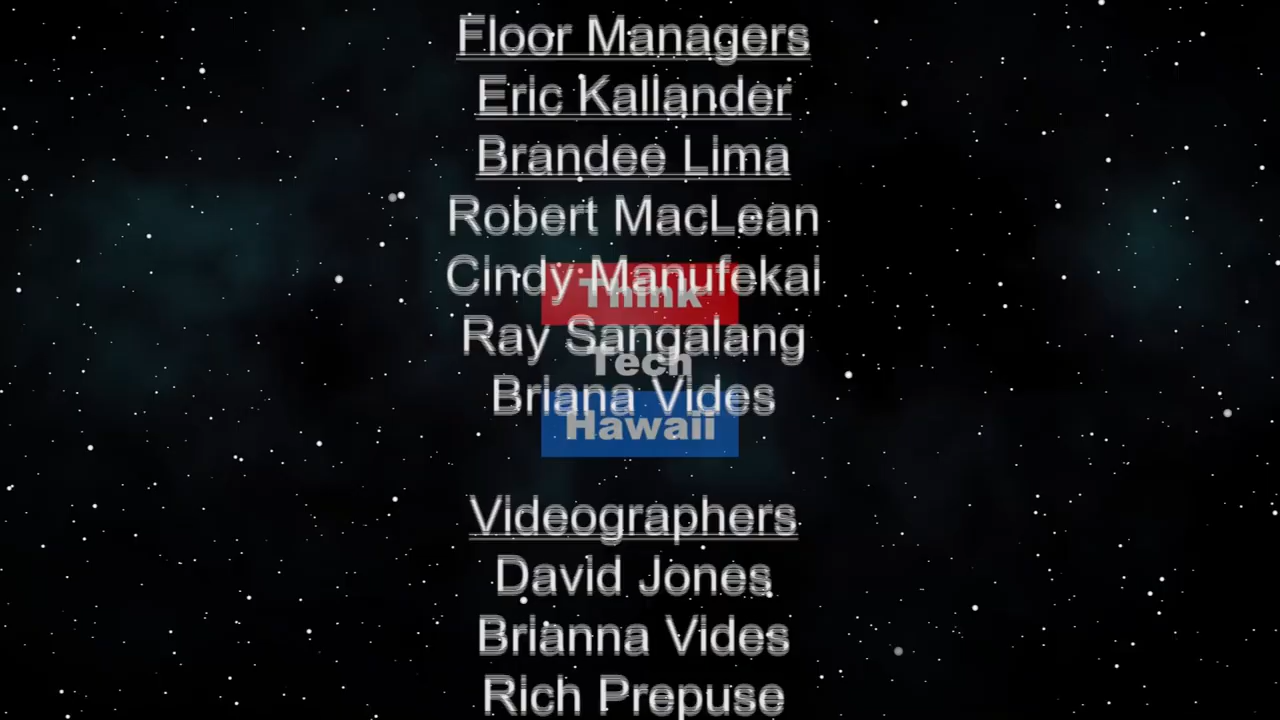 Floor Managers
Eric Kallander
Brandee Lima
Robert MacLean
Cindy Manufekai
Think
Ray Sangalang
Tech
Briana Vides
Hawaii
Videographers
David Jones
Brianna Vides
Rich Prepuse